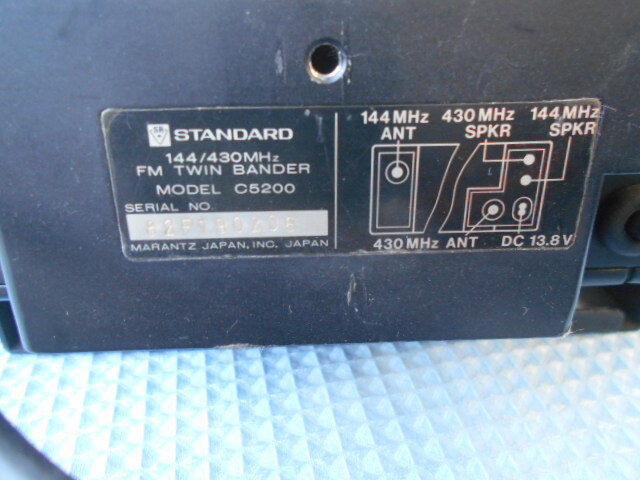 STANDARD
144/430MHz
FM TWIN BANDER
MODEL C5200
SERIAL NO.
MARANTZ JAPAN, INC. JAPAN
144MHz ANT
430MHz SPKR
144MHz SPKR
430MHz ANT
DC 13.8V